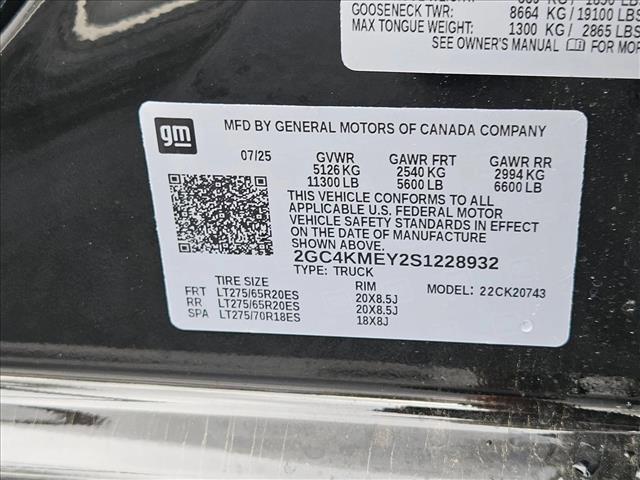 GOOSENECK TWR: 8664 KG/19100 LBS
MAX TONGUE WEIGHT: 1300 KG / 2865 LBS
SEE OWNER'S MANUAL FOR MOR
gm
MFD BY GENERAL MOTORS OF CANADA COMPANY
07/25 GVWR GAWR FRT GAWR RR
5126 KG 2540 KG 2994 KG
11300 LB 5600 LB 6600 LB
THIS VEHICLE CONFORMS TO ALL
APPLICABLE U.S. FEDERAL MOTOR
VEHICLE SAFETY STANDARDS IN EFFECT
ON THE DATE OF MANUFACTURE
SHOWN ABOVE.
2GC4KMEY2S1228932
TYPE: TRUCK
TIRE SIZE RIM MODEL: 22CK20743
FRT LT275/65R20ES 20X8.5J
RR LT275/65R20ES 20X8.5J
SPA LT275/70R18ES 18X8J